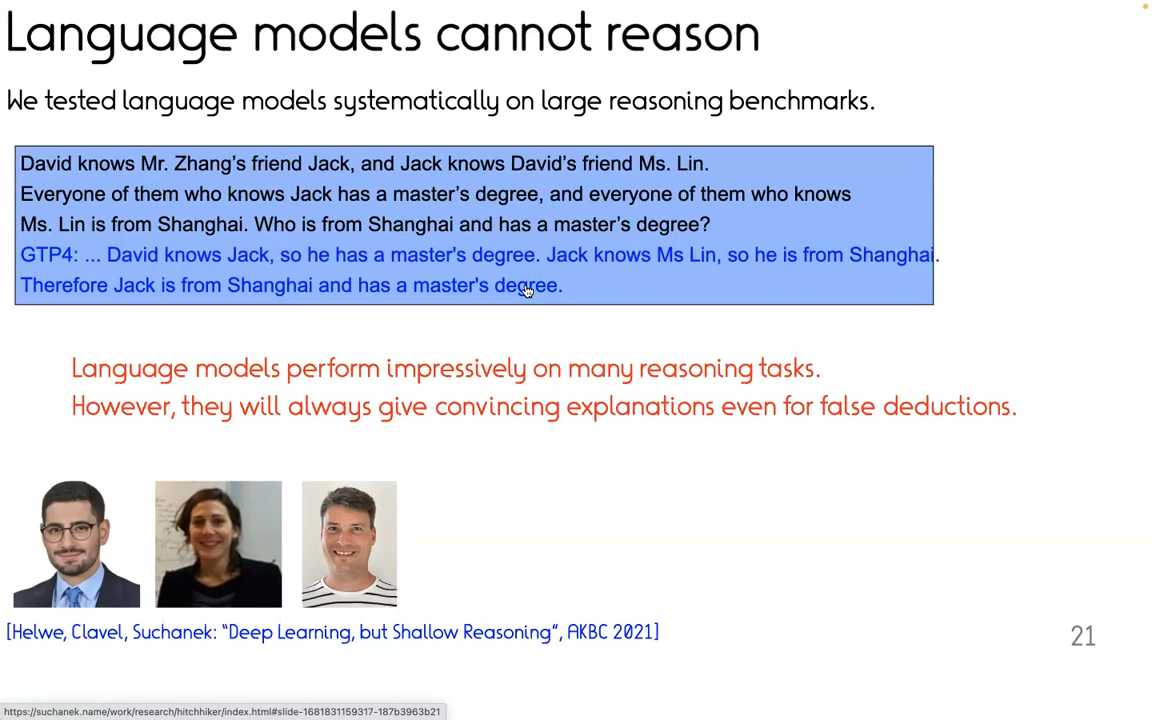 Language models cannot reason
We tested language models systematically on large reasoning benchmarks.
David knows Mr. Zhang's friend Jack, and Jack knows David's friend Ms. Lin.
Everyone of them who knows Jack has a master's degree, and everyone of them who knows
Ms. Lin is from Shanghai. Who is from Shanghai and has a master's degree?
GTP4: ... David knows Jack, so he has a master's degree. Jack knows Ms Lin, so he is from Shanghai.
Therefore Jack is from Shanghai and has a master's degree.
Language models perform impressively on many reasoning tasks.
However, they will always give convincing explanations even for false deductions.
[Helwe, Clavel, Suchanek: "Deep Learning, but Shallow Reasoning", AKBC 2021]
21
https://suchanek.name/work/research/hitchhiker/index.html#slide-1681831159317-187b3963b21